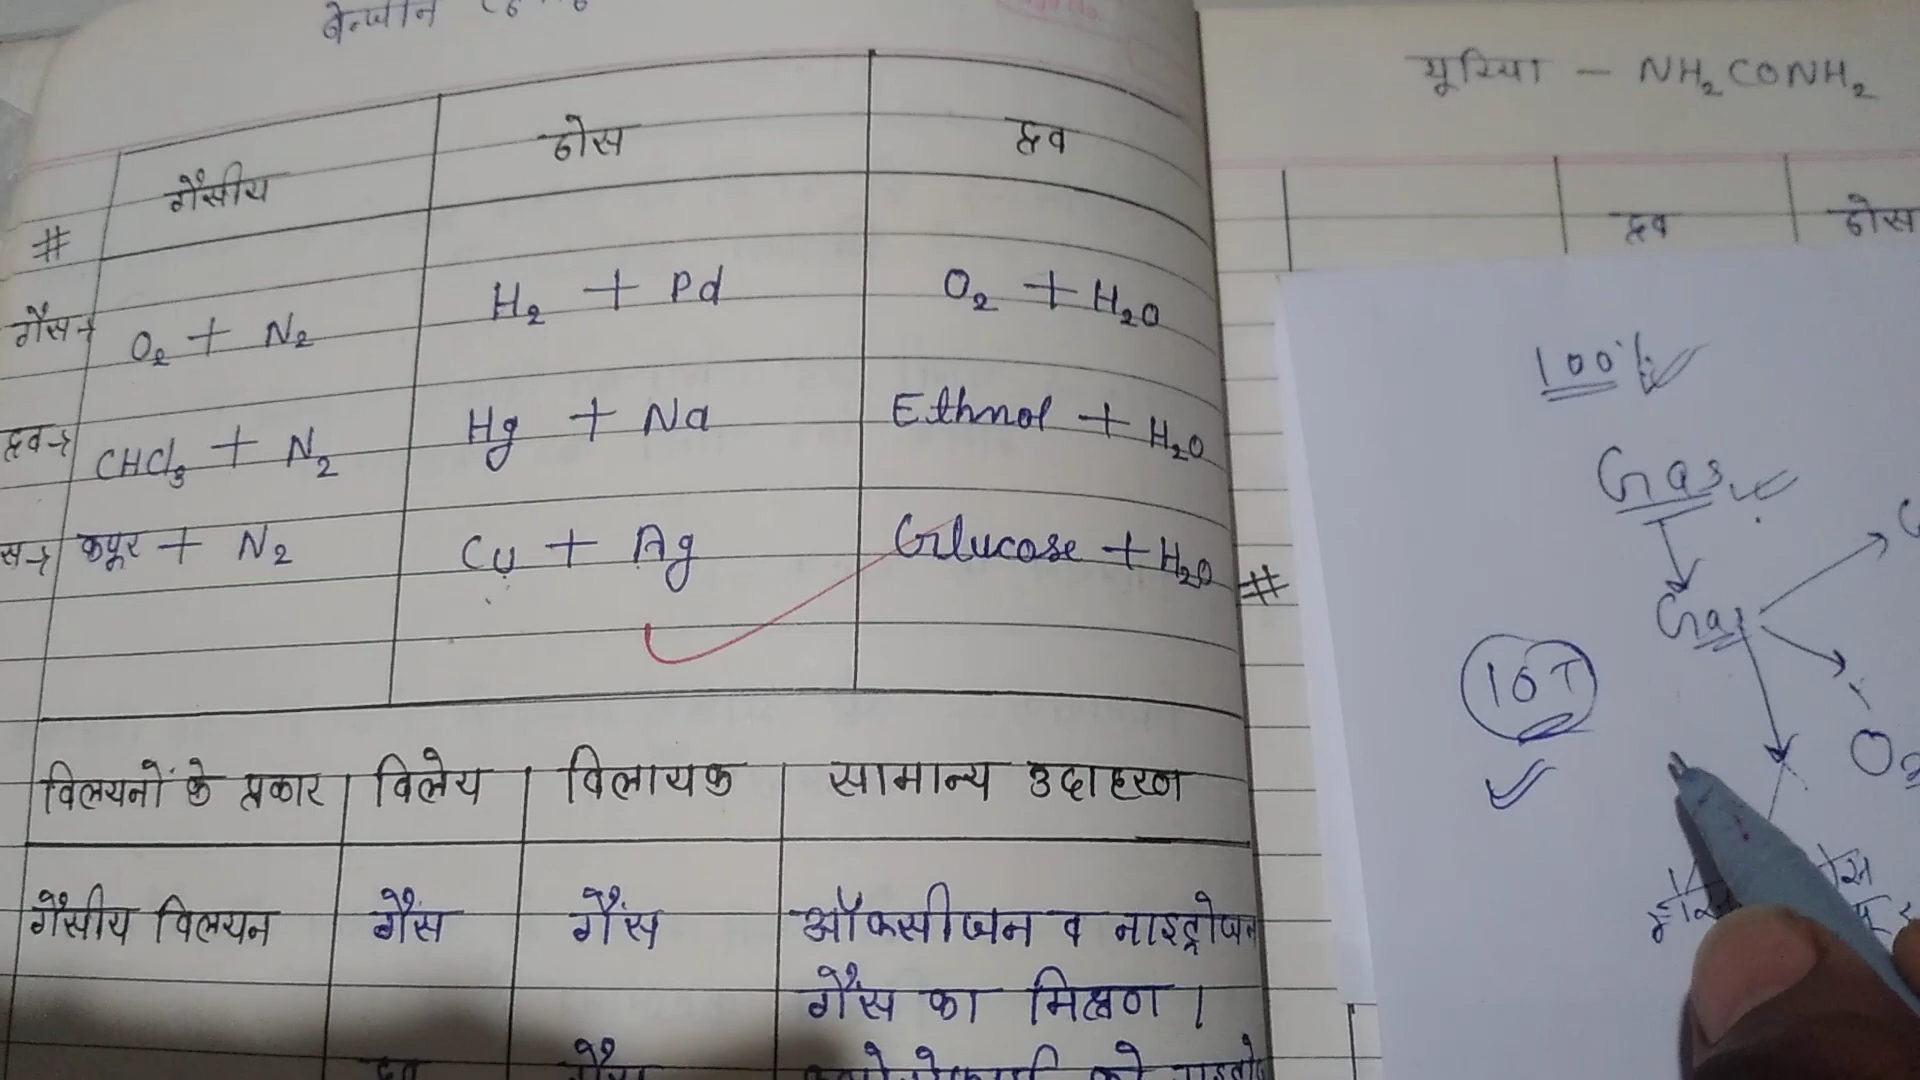 बेन्जीन
गैसीय ठोस द्रव
#
गैस→ O2 + N2 H2 + Pd O2 + H2O
द्रव→ CHCl3 + N2 Hg + Na Ethnol + H2O
स→ कपूर + N2 Cu + Ag Glucose + H2O
विलयनों के प्रकार विलेय विलायक सामान्य उदाहरण
गैसीय विलयन गैस गैस ऑक्सीजन व नाइट्रोजन
गैस का मिश्रण ।
द्रव गैस
यूरिया - NH2CONH2
द्रव ठोस
#
100%
Gas
Gas
10T